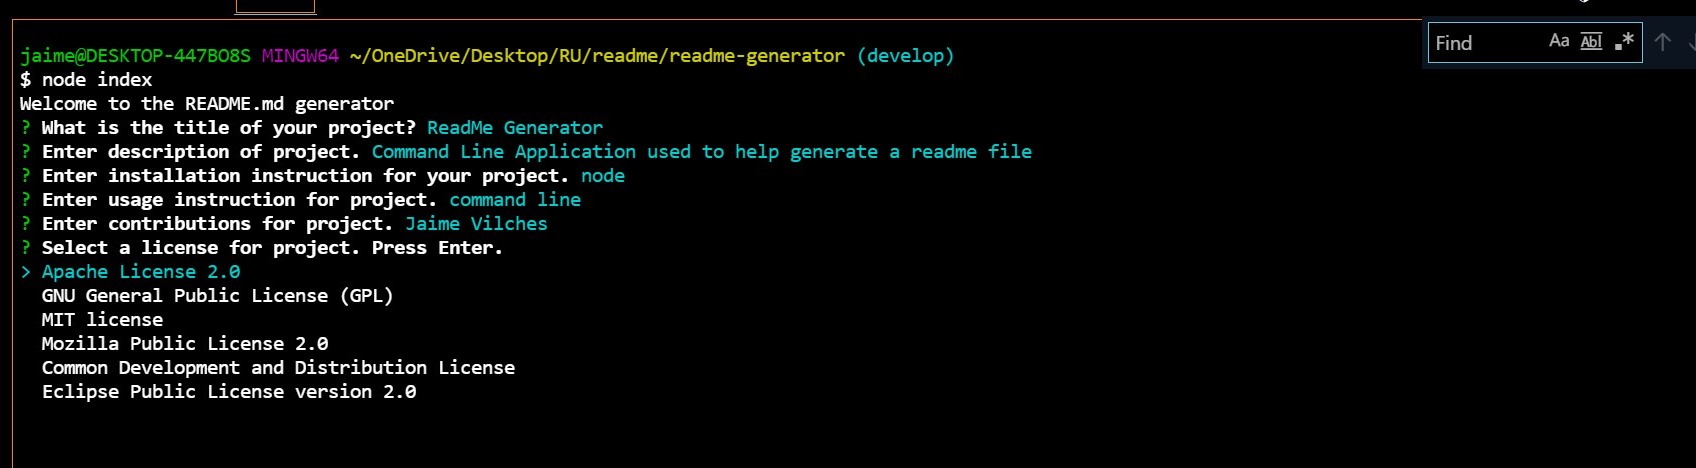 jaime@DESKTOP-447BO8S MINGW64 ~/OneDrive/Desktop/RU/readme/readme-generator (develop)
$ node index
Welcome to the README.md generator
? What is the title of your project? ReadMe Generator
? Enter description of project. Command Line Application used to help generate a readme file
? Enter installation instruction for your project. node
? Enter usage instruction for project. command line
? Enter contributions for project. Jaime Vilches
? Select a license for project. Press Enter.
> Apache License 2.0
GNU General Public License (GPL)
MIT license
Mozilla Public License 2.0
Common Development and Distribution License
Eclipse Public License version 2.0
Find Aa Abl .*